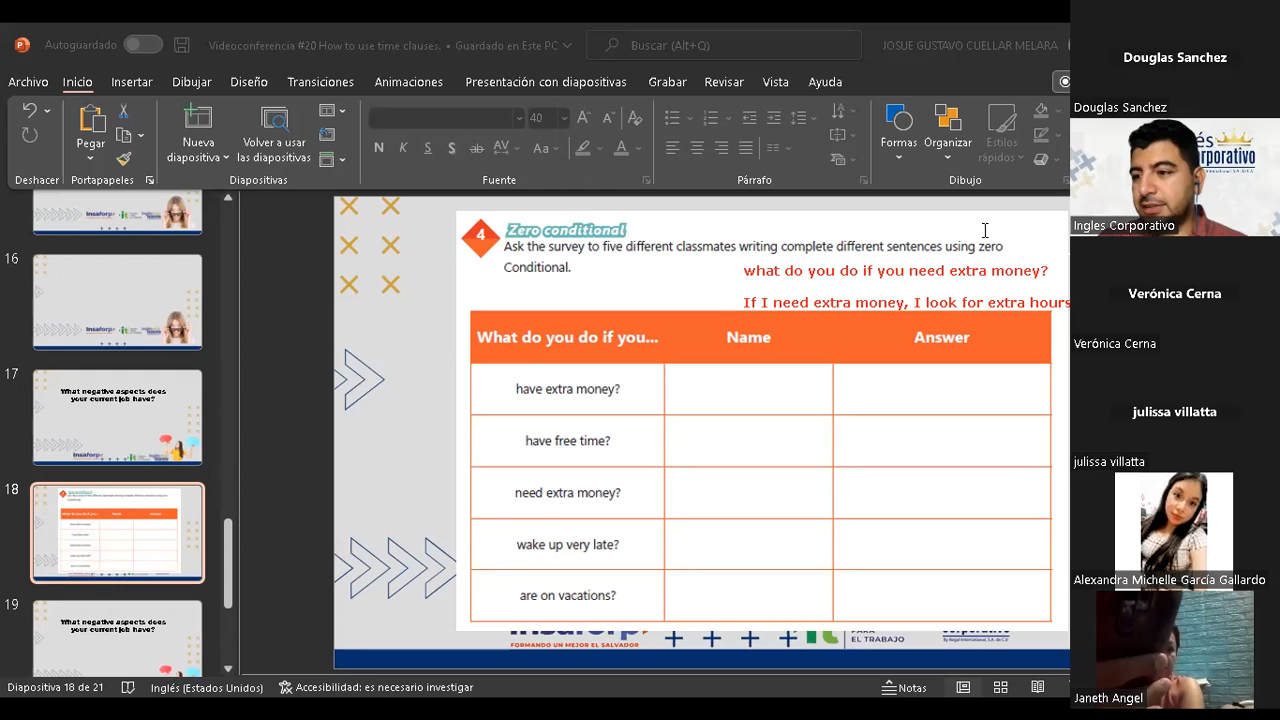 Autoguardado
Videoconferencia #20 How to use time clauses. • Guardado en Este PC
Buscar (Alt+Q)
JOSUE GUSTAVO CUELLAR MELARA
Archivo Inicio Insertar Dibujar Diseño Transiciones Animaciones Presentación con diapositivas Grabar Revisar Vista Ayuda
Pegar
Nueva diapositiva
Volver a usar las diapositivas
40
N K S S ab AV Aa A
Formas
Organizar
Estilos rápidos
Deshacer Portapapeles Diapositivas Fuente Párrafo Dibujo
16
17
What negative aspects does
your current job have?
18
19
What negative aspects does
your current job have?
4
Zero conditional
Ask the survey to five different classmates writing complete different sentences using zero
Conditional.
what do you do if you need extra money?
If I need extra money, I look for extra hours
What do you do if you... Name Answer
have extra money?
have free time?
need extra money?
wake up very late?
are on vacations?
FORMANDO UN MEJOR EL SALVADOR
PARA
EL TRABAJO
Diapositiva 18 de 21
Inglés (Estados Unidos)
Accesibilidad: es necesario investigar
Notas
Douglas Sanchez
Douglas Sanchez
Ingles Corporativo
Verónica Cerna
Verónica Cerna
julissa villatta
julissa villatta
Alexandra Michelle García Gallardo
Janeth Angel